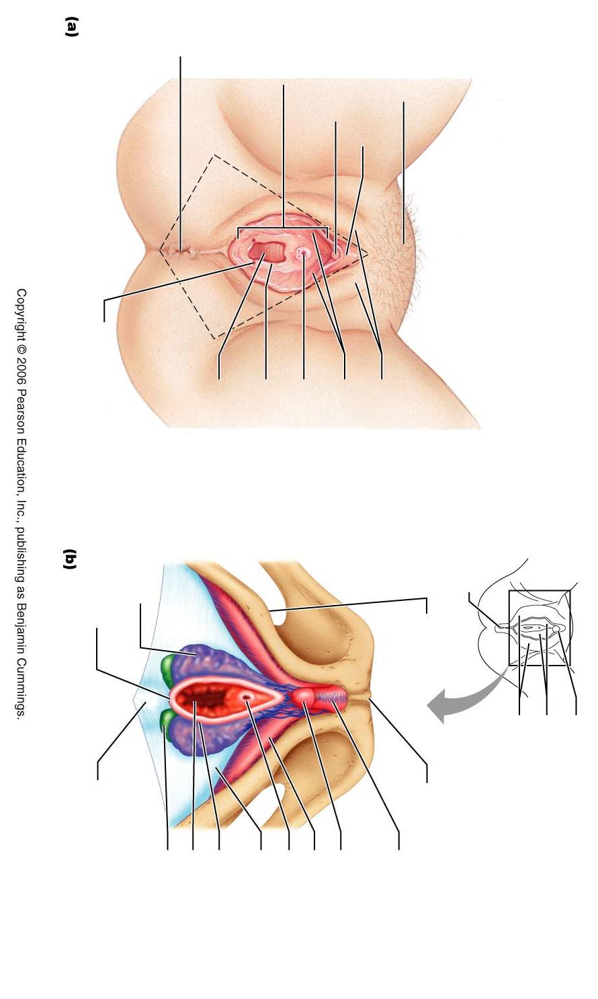 (a)
(b)
Copyright © 2006 Pearson Education, Inc., publishing as Benjamin Cummings.